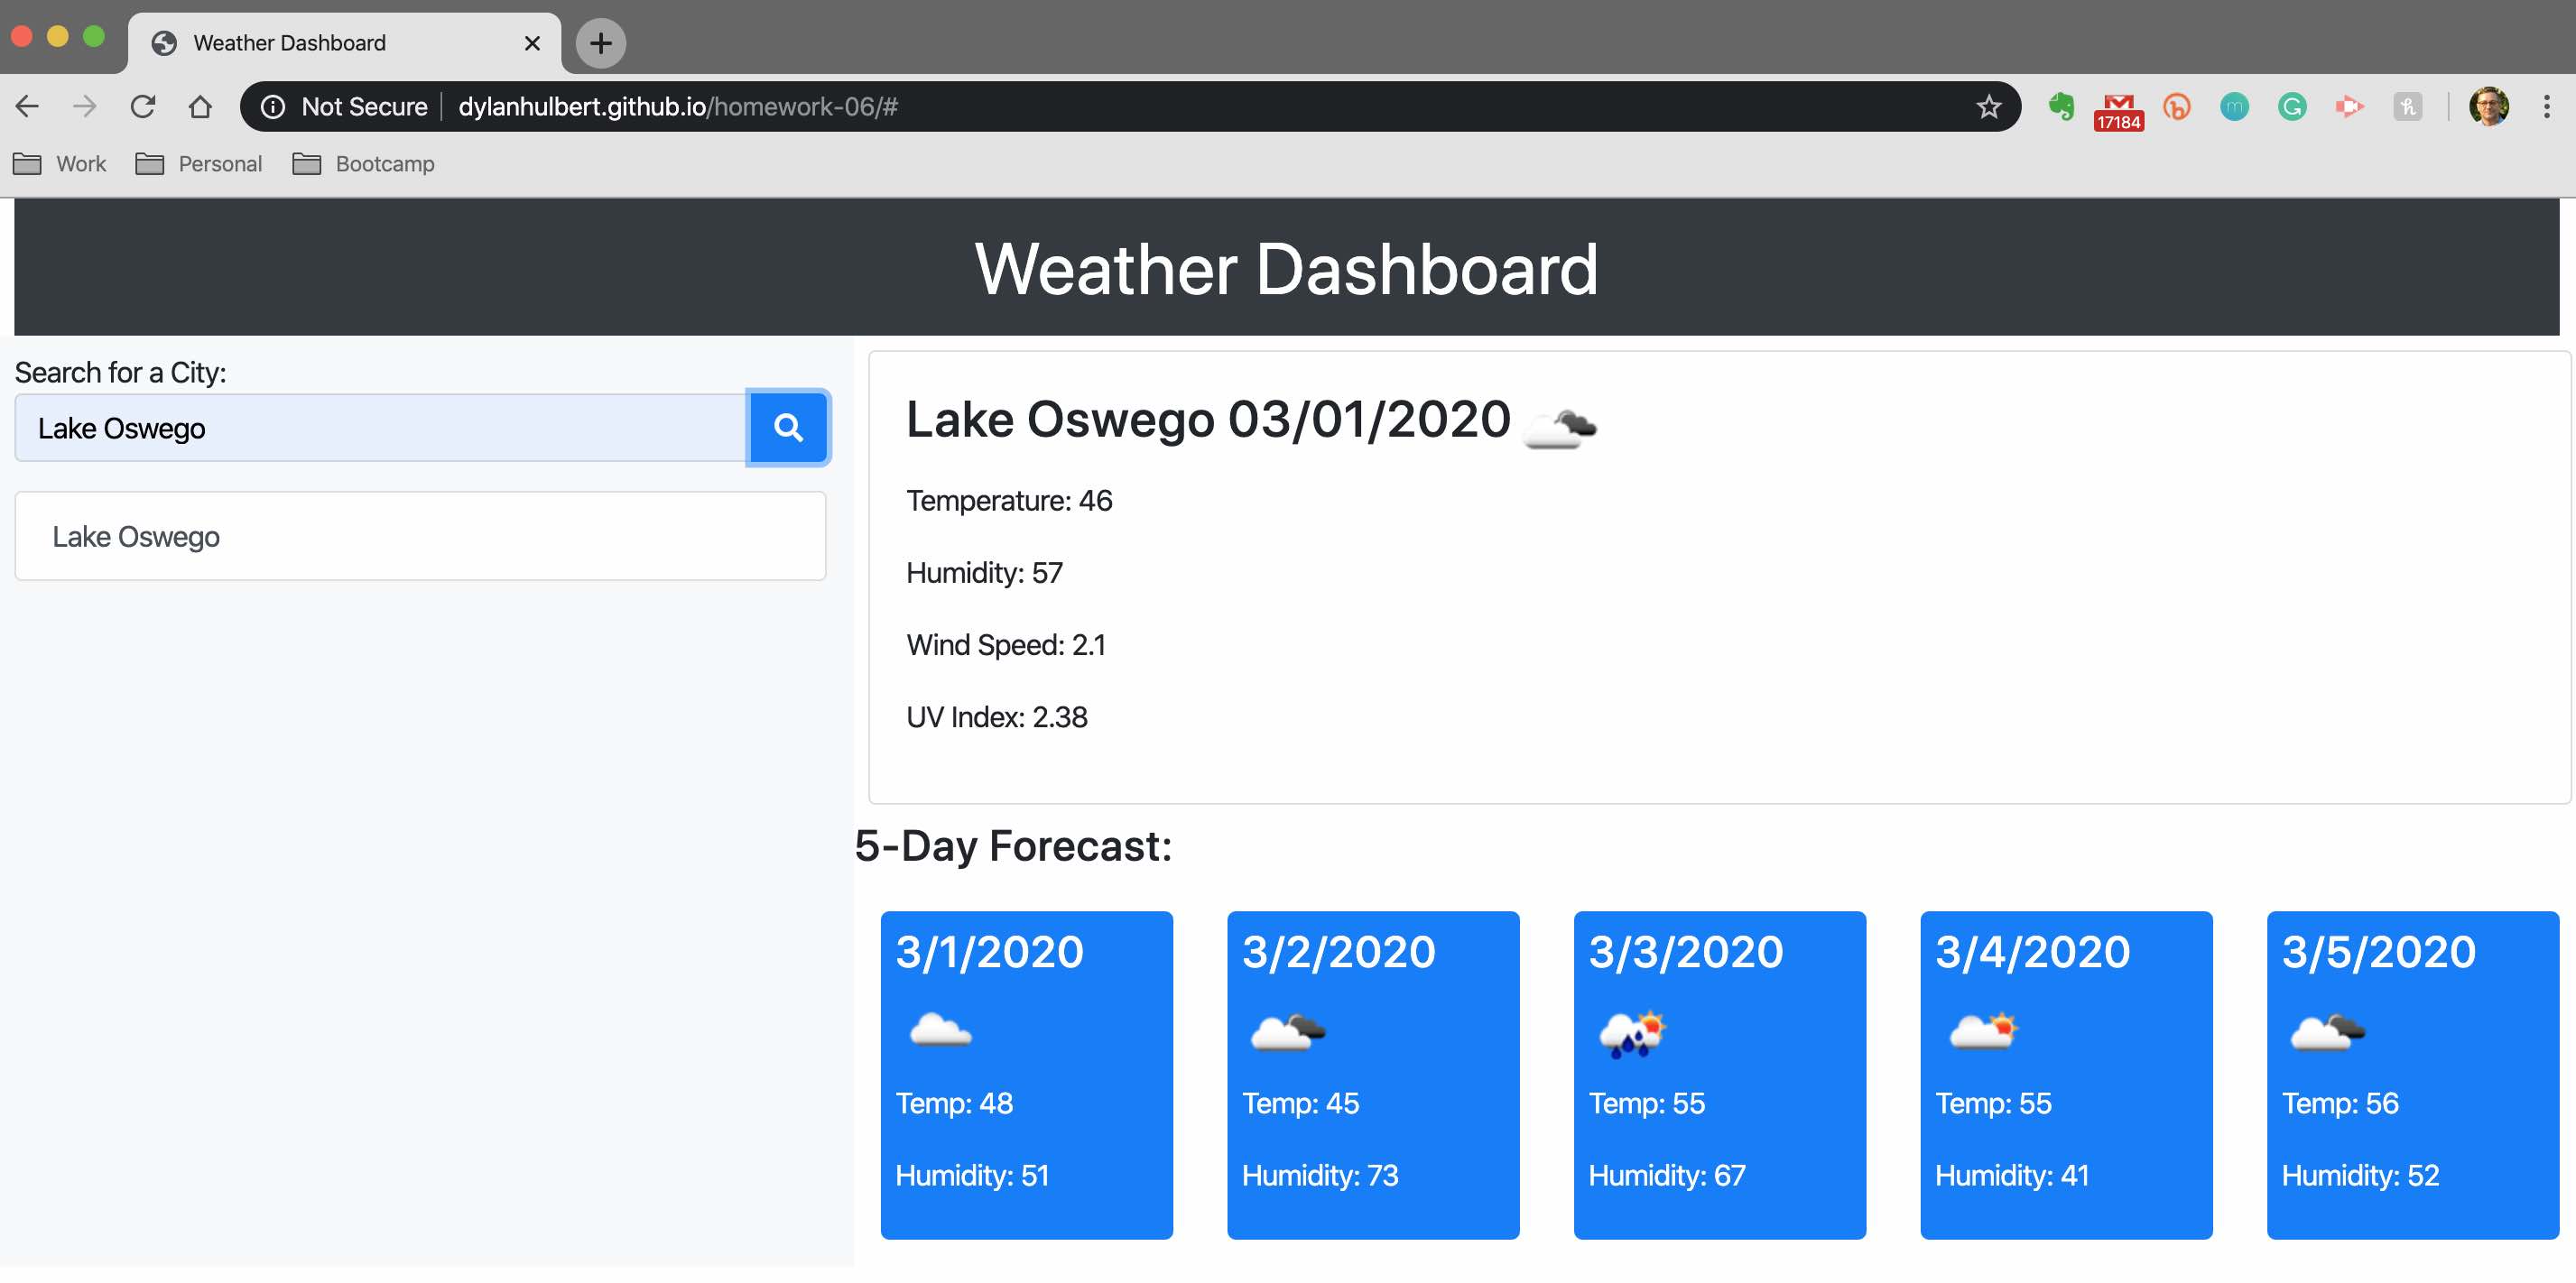 Weather Dashboard
Not Secure dylanhulbert.github.io/homework-06/#
17184
Work Personal Bootcamp
Weather Dashboard
Search for a City:
Lake Oswego
Lake Oswego
Lake Oswego 03/01/2020
Temperature: 46
Humidity: 57
Wind Speed: 2.1
UV Index: 2.38
5-Day Forecast:
3/1/2020
Temp: 48
Humidity: 51
3/2/2020
Temp: 45
Humidity: 73
3/3/2020
Temp: 55
Humidity: 67
3/4/2020
Temp: 55
Humidity: 41
3/5/2020
Temp: 56
Humidity: 52